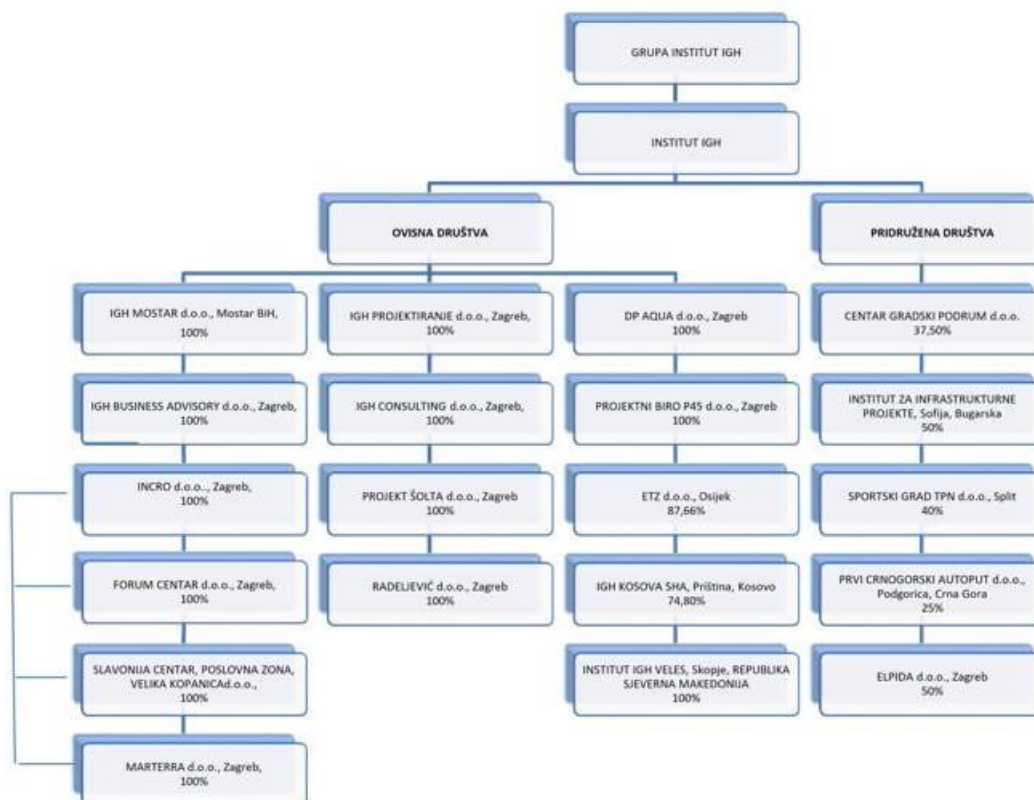 GRUPA INSTITUT IGH
INSTITUT IGH
OVISNA DRUŠTVA
PRIDRUŽENA DRUŠTVA
IGH MOSTAR d.o.o., Mostar BiH,
100%
IGH BUSINESS ADVISORY d.o.o., Zagreb,
100%
INCRO d.o.o.., Zagreb,
100%
FORUM CENTAR d.o.o., Zagreb,
100%
SLAVONIJA CENTAR, POSLOVNA ZONA,
VELIKA KOPANICAd.o.o.,
100%
MARTERRA d.o.o., Zagreb,
100%
IGH PROJEKTIRANJE d.o.o., Zagreb,
100%
IGH CONSULTING d.o.o., Zagreb,
100%
PROJEKT ŠOLTA d.o.o., Zagreb
100%
RADELJEVIĆ d.o.o., Zagreb
100%
DP AQUA d.o.o., Zagreb
100%
PROJEKTNI BIRO P45 d.o.o., Zagreb
100%
ETZ d.o.o., Osijek
87,66%
IGH KOSOVA SHA, Priština, Kosovo
74,80%
INSTITUT IGH VELES, Skopje, REPUBLIKA
SJEVERNA MAKEDONIJA
100%
CENTAR GRADSKI PODRUM d.o.o.
37,50%
INSTITUT ZA INFRASTRUKTURNE
PROJEKTE, Sofija, Bugarska
50%
SPORTSKI GRAD TPN d.o.o., Split
40%
PRVI CRNOGORSKI AUTOPUT d.o.o.,
Podgorica, Crna Gora
25%
ELPIDA d.o.o., Zagreb
50%